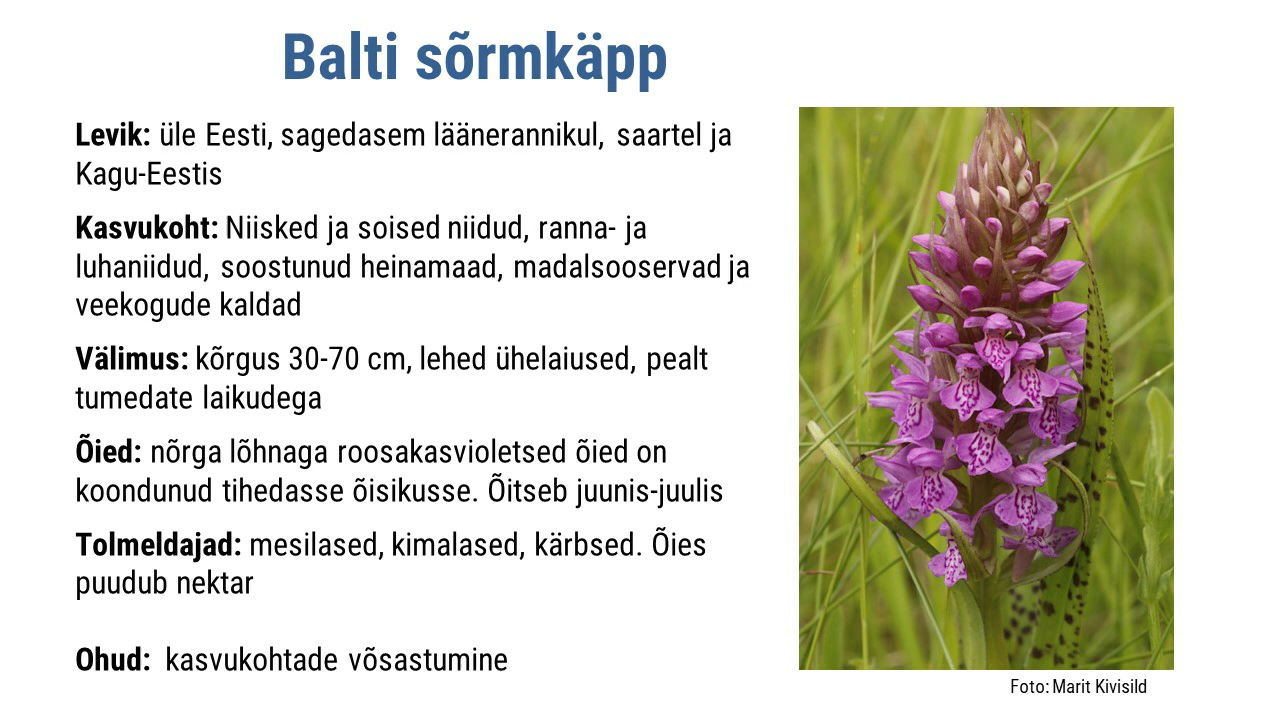 Balti sõrmkäpp
Levik: üle Eesti, sagedasem läänerannikul, saartel ja
Kagu-Eestis
Kasvukoht: Niisked ja soised niidud, ranna- ja
luhaniidud, soostunud heinamaad, madalsooservad ja
veekogude kaldad
Välimus: kõrgus 30-70 cm, lehed ühelaiused, pealt
tumedate laikudega
Õied: nõrga lõhnaga roosakasvioletsed õied on
koondunud tihedasse õisikusse. Õitseb juunis-juulis
Tolmeldajad: mesilased, kimalased, kärbsed. Õies
puudub nektar
Ohud: kasvukohtade võsastumine
Foto: Marit Kivisild